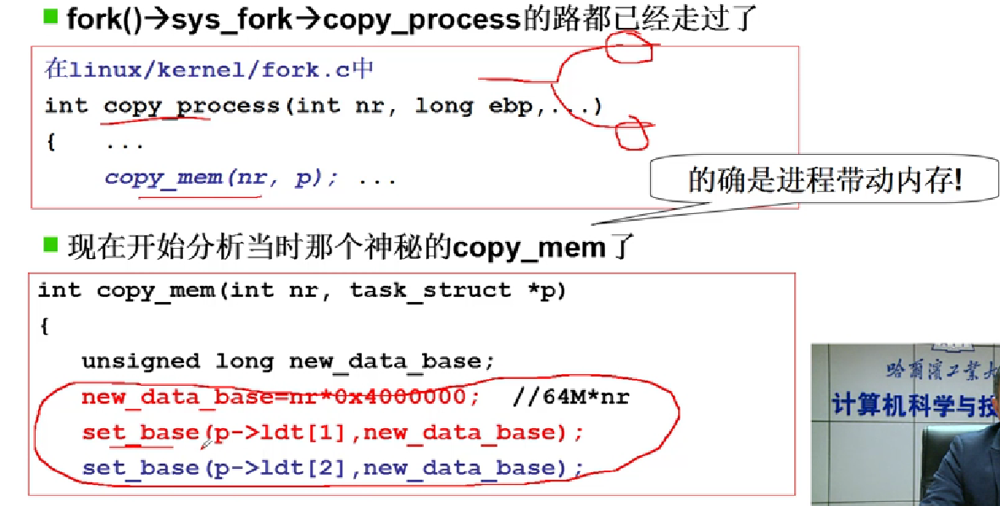 fork()→sys_fork→copy_process的路都已经走过了
在linux/kernel/fork.c中
int copy_process(int nr, long ebp,...)
{ ...
copy_mem(nr, p); ...
的确是进程带动内存!
现在开始分析当时那个神秘的copy_mem了
int copy_mem(int nr, task_struct *p)
{
unsigned long new_data_base;
new_data_base=nr*0x4000000; //64M*nr
set_base(p->ldt[1],new_data_base);
set_base(p->ldt[2],new_data_base);
哈爾濱工業大
计算机科学与技